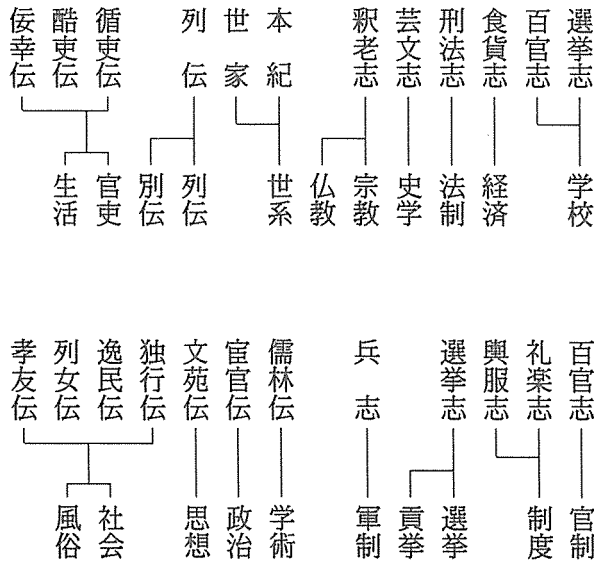 選挙志
百官志
食貨志
刑法志
芸文志
釈老志
本紀
世家
列伝
循吏伝
酷吏伝
佞幸伝
学校
経済
法制
史学
宗教
仏教
世系
列伝
別伝
官吏
生活
百官志
礼楽志
輿服志
選挙志
兵志
儒林伝
宦官伝
文苑伝
独行伝
逸民伝
列女伝
孝友伝
官制
制度
選挙
貢挙
軍制
学術
政治
思想
社会
風俗